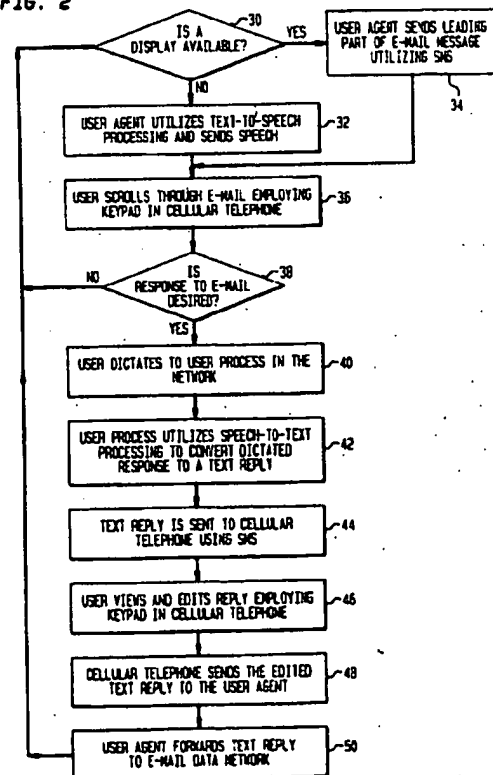 FIG. 2
IS A
DISPLAY AVAILABLE?
30
YES
USER AGENT SENDS LEADING
PART OF E-MAIL MESSAGE
UTILIZING SMS
34
NO
USER AGENT UTILIZES TEXT-TO-SPEECH
PROCESSING AND SENDS SPEECH
32
USER SCROLLS THROUGH E-MAIL EMPLOYING
KEYPAD IN CELLULAR TELEPHONE
36
IS
RESPONSE TO E-MAIL
DESIRED?
38
NO
YES
USER DICTATES TO USER PROCESS IN THE
NETWORK
40
USER PROCESS UTILIZES SPEECH-TO-TEXT
PROCESSING TO CONVERT DICTATED
RESPONSE TO A TEXT REPLY
42
TEXT REPLY IS SENT TO CELLULAR
TELEPHONE USING SMS
44
USER VIEWS AND EDITS REPLY EMPLOYING
KEYPAD IN CELLULAR TELEPHONE
46
CELLULAR TELEPHONE SENDS THE EDITED
TEXT REPLY TO THE USER AGENT
48
USER AGENT FORWARDS TEXT REPLY
TO E-MAIL DATA NETWORK
50